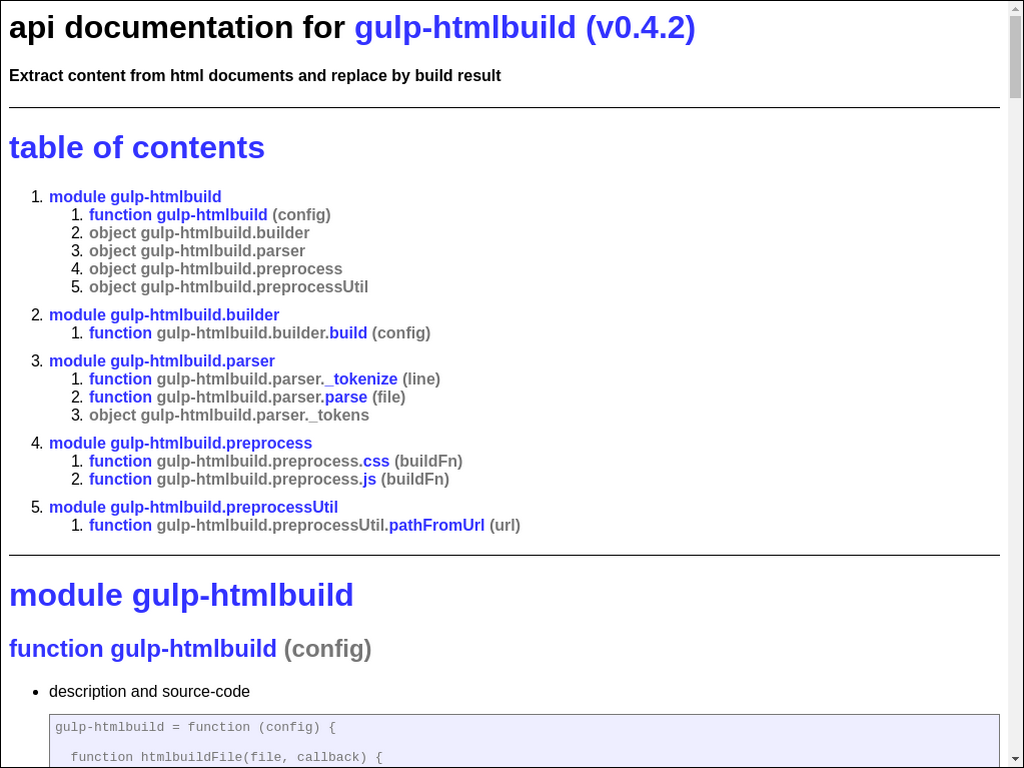 api documentation for gulp-htmlbuild (v0.4.2)
Extract content from html documents and replace by build result
table of contents
1. module gulp-htmlbuild
1. function gulp-htmlbuild (config)
2. object gulp-htmlbuild.builder
3. object gulp-htmlbuild.parser
4. object gulp-htmlbuild.preprocess
5. object gulp-htmlbuild.preprocessUtil
2. module gulp-htmlbuild.builder
1. function gulp-htmlbuild.builder.build (config)
3. module gulp-htmlbuild.parser
1. function gulp-htmlbuild.parser._tokenize (line)
2. function gulp-htmlbuild.parser.parse (file)
3. object gulp-htmlbuild.parser._tokens
4. module gulp-htmlbuild.preprocess
1. function gulp-htmlbuild.preprocess.css (buildFn)
2. function gulp-htmlbuild.preprocess.js (buildFn)
5. module gulp-htmlbuild.preprocessUtil
1. function gulp-htmlbuild.preprocessUtil.pathFromUrl (url)
module gulp-htmlbuild
function gulp-htmlbuild (config)
• description and source-code
gulp-htmlbuild = function (config) {
function htmlbuildFile(file, callback) {